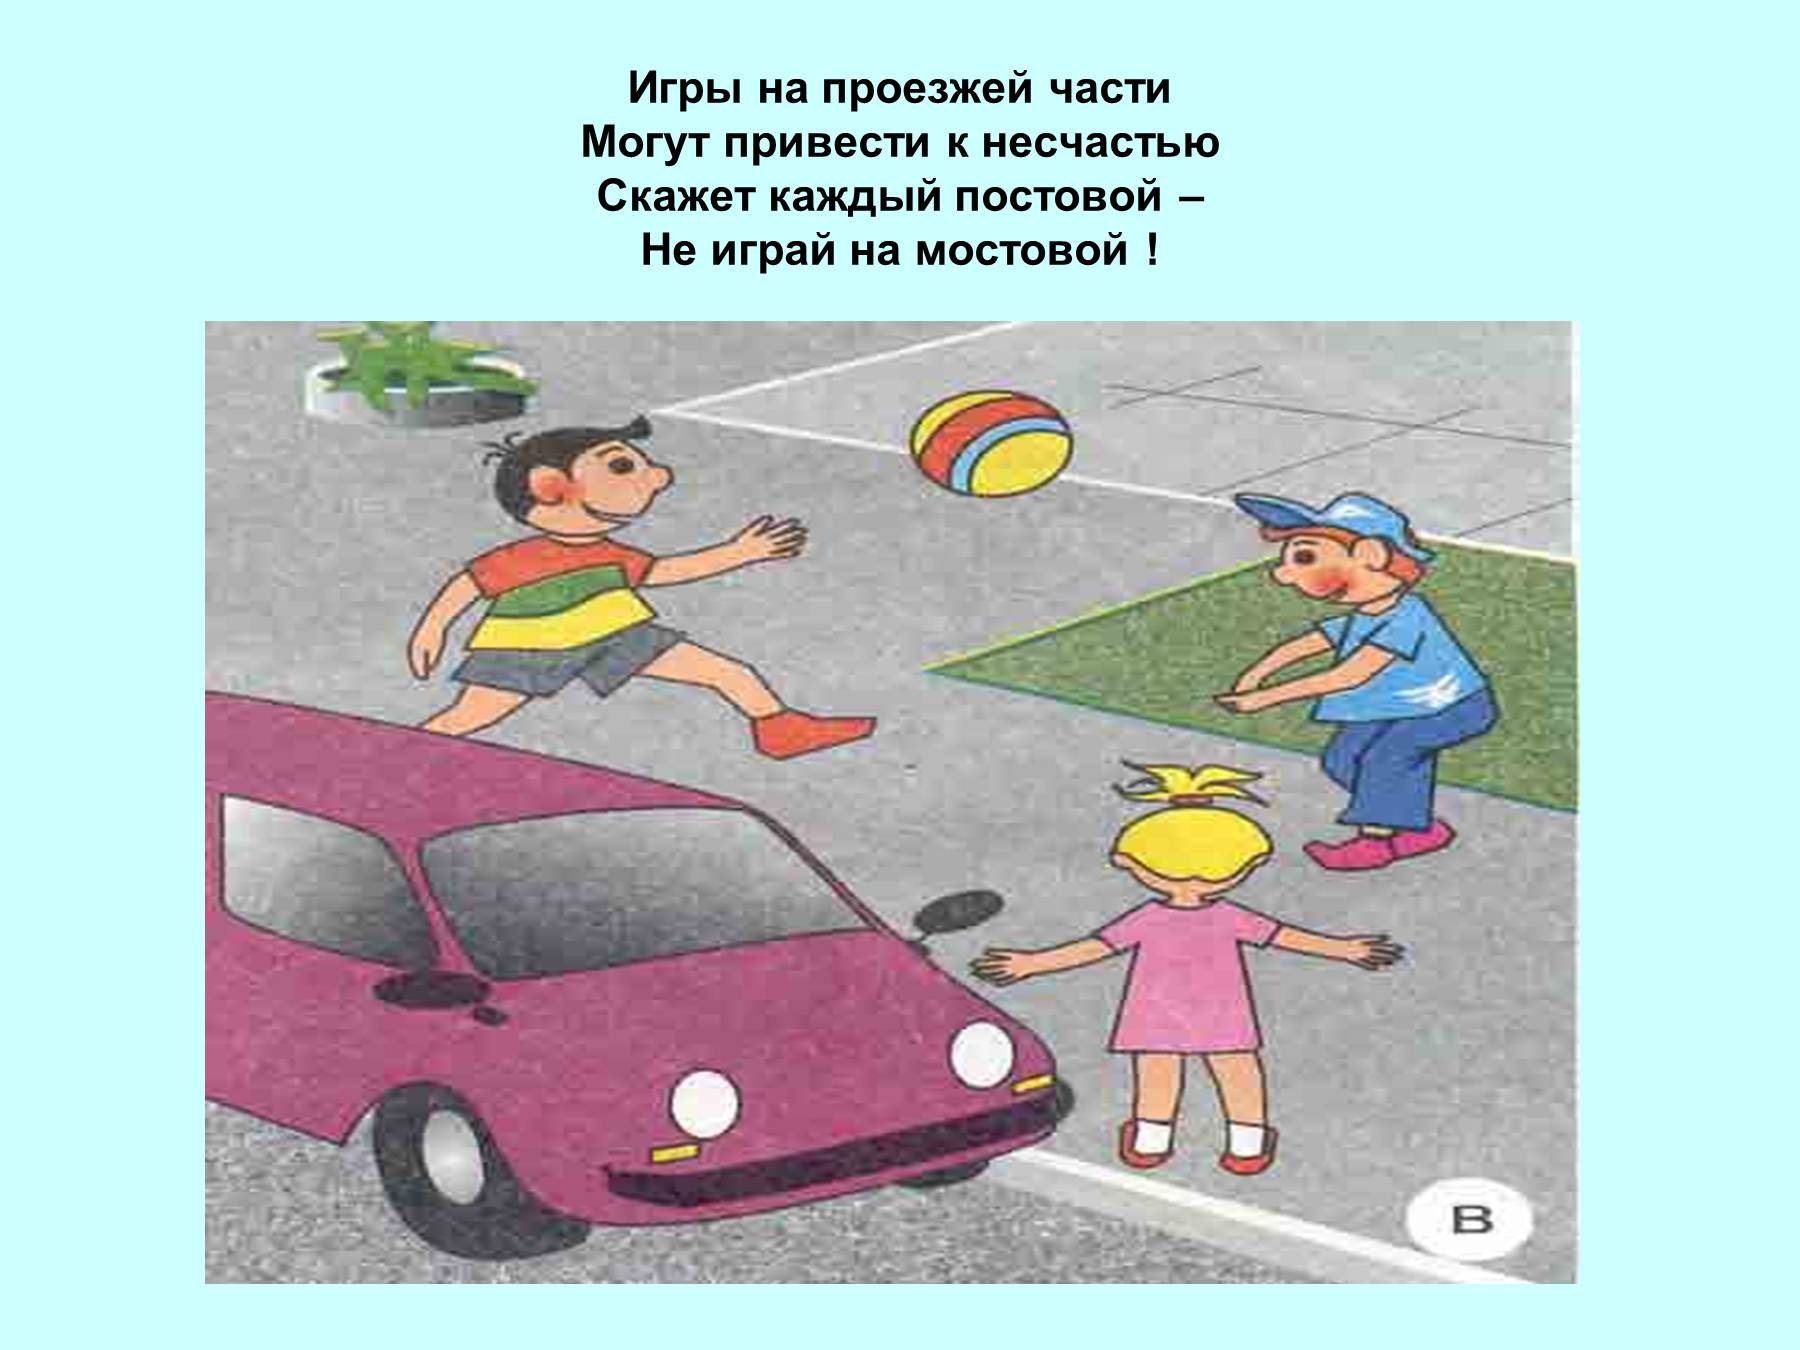 Игры на проезжей части
Могут привести к несчастью
Скажет каждый постовой –
Не играй на мостовой !
В